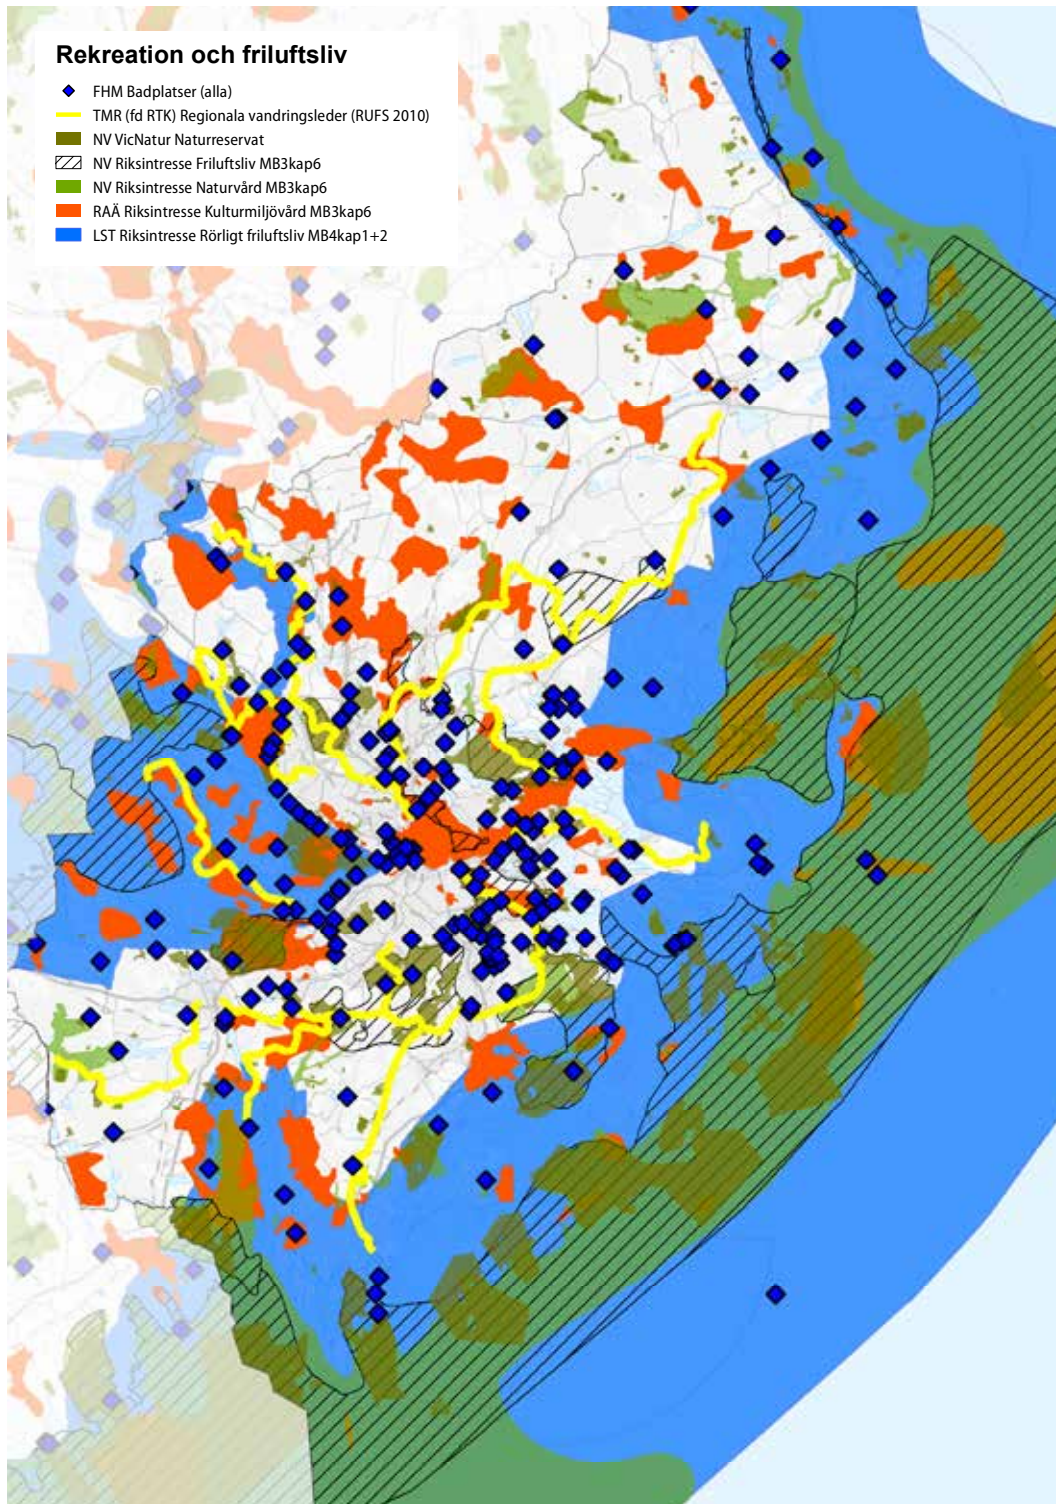 Rekreation och friluftsliv
FHM Badplatser (alla)
TMR (fd RTK) Regionala vandringsleder (RUFS 2010)
NV VicNatur Naturreservat
NV Riksintresse Friluftsliv MB3kap6
NV Riksintresse Naturvård MB3kap6
RAÄ Riksintresse Kulturmiljövård MB3kap6
LST Riksintresse Rörligt friluftsliv MB4kap1+2